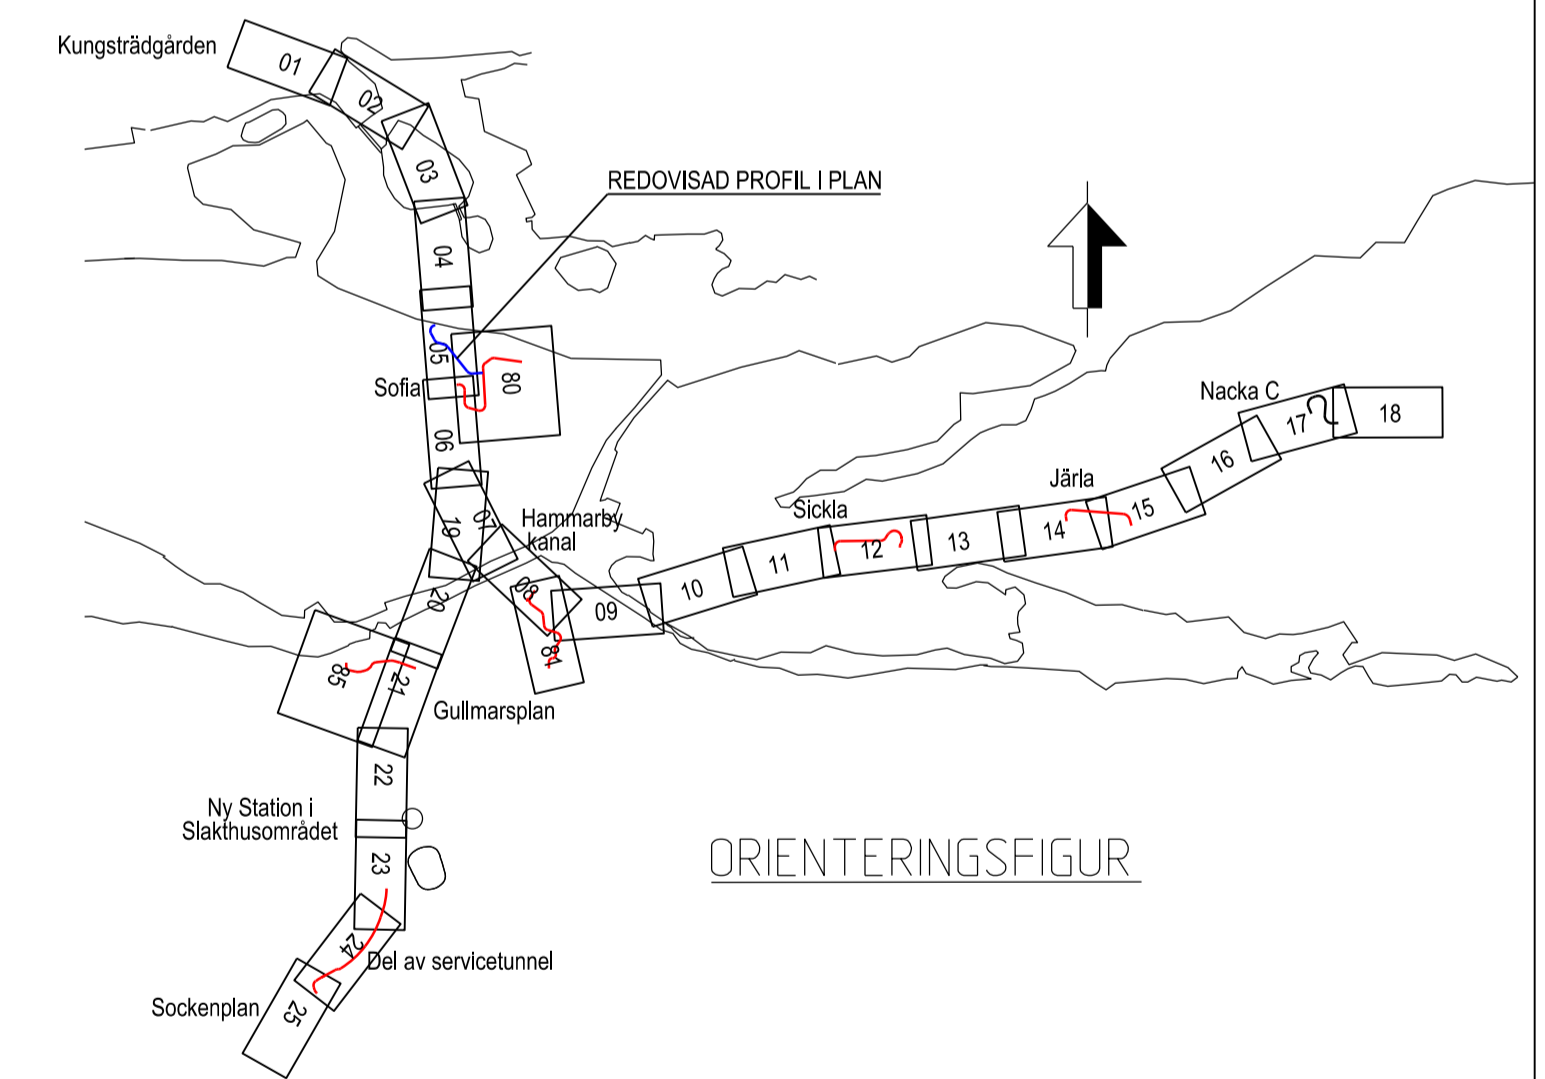 Kungsträdgården
01
02
03
REDOVISAD PROFIL I PLAN
04
05
Sofia
80
06
Nacka C
17
18
16
Järla
15
14
Sickla
13
12
11
10
Hammarby
kanal
07
19
08
09
20
81
85
21
Gullmarsplan
22
Ny Station i
Slakthusområdet
23
ORIENTERINGSFIGUR
24
Del av servicetunnel
Sockenplan
25